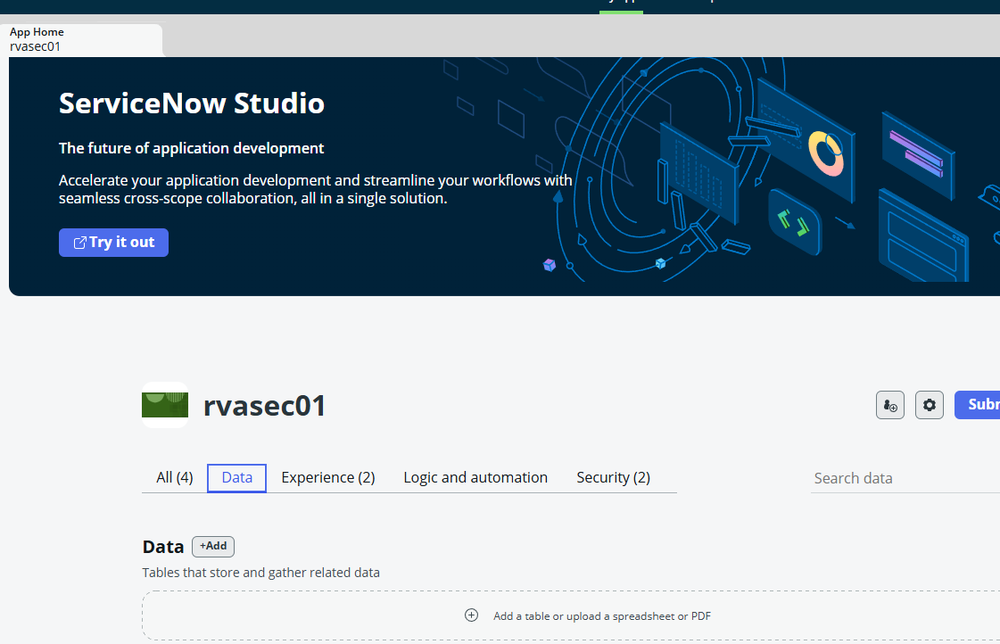 App Home
rvasec01
ServiceNow Studio
The future of application development
Accelerate your application development and streamline your workflows with
seamless cross-scope collaboration, all in a single solution.
Try it out
rvasec01
All (4) Data Experience (2) Logic and automation Security (2) Search data
Data +Add
Tables that store and gather related data
Add a table or upload a spreadsheet or PDF